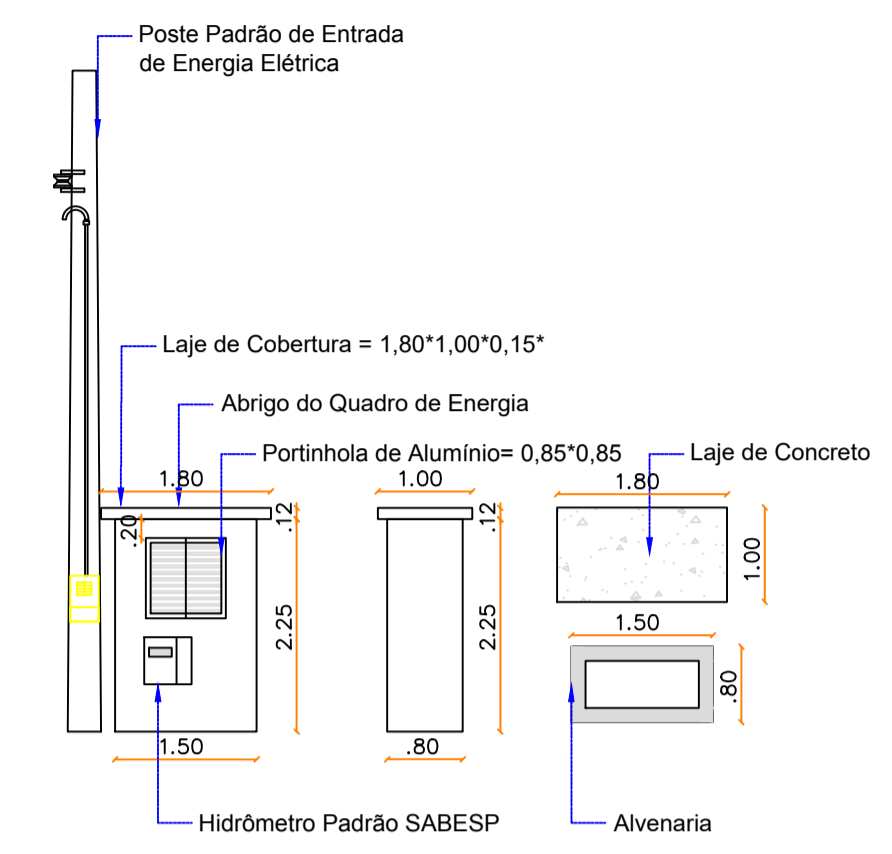 Poste Padrão de Entrada
de Energia Elétrica
Laje de Cobertura = 1,80*1,00*0,15*
Abrigo do Quadro de Energia
Portinhola de Alumínio= 0,85*0,85
Laje de Concreto
1.80
1.00
1.80
.20
.12
.12
1.00
2.25
2.25
1.50
.80
1.50
.80
Hidrômetro Padrão SABESP
Alvenaria